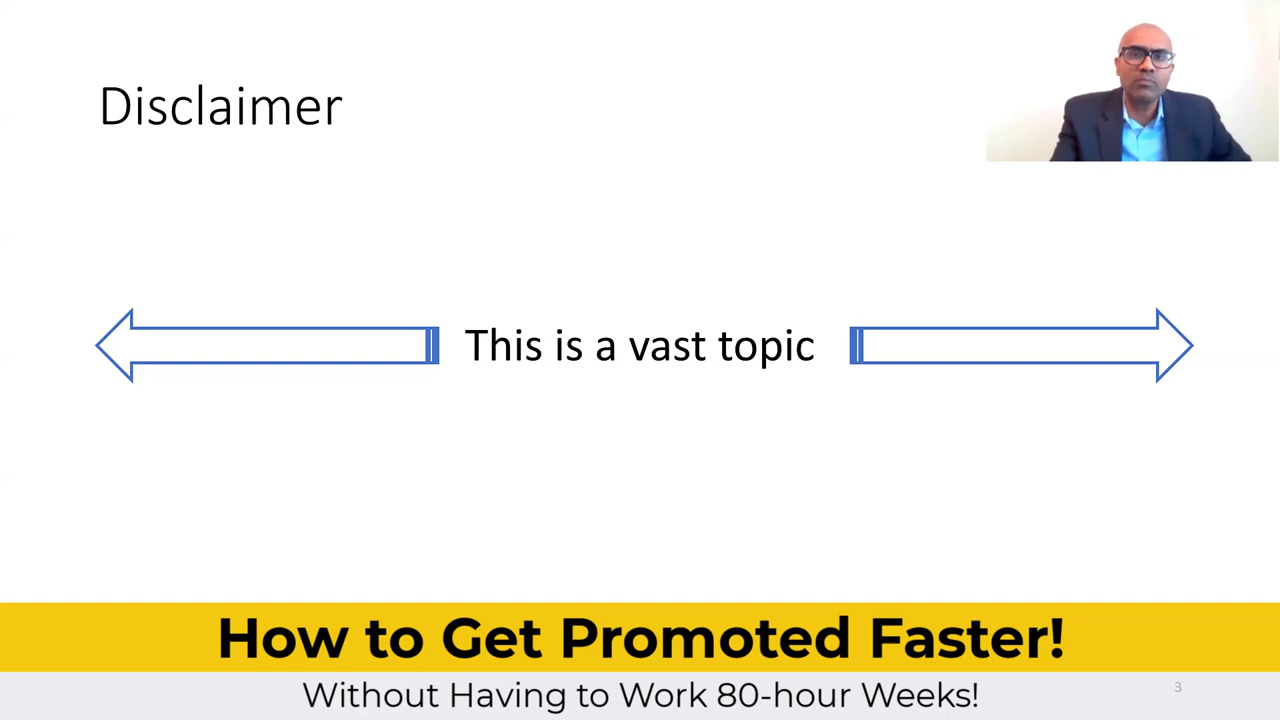 Disclaimer
This is a vast topic
How to Get Promoted Faster!
Without Having to Work 80-hour Weeks!
3